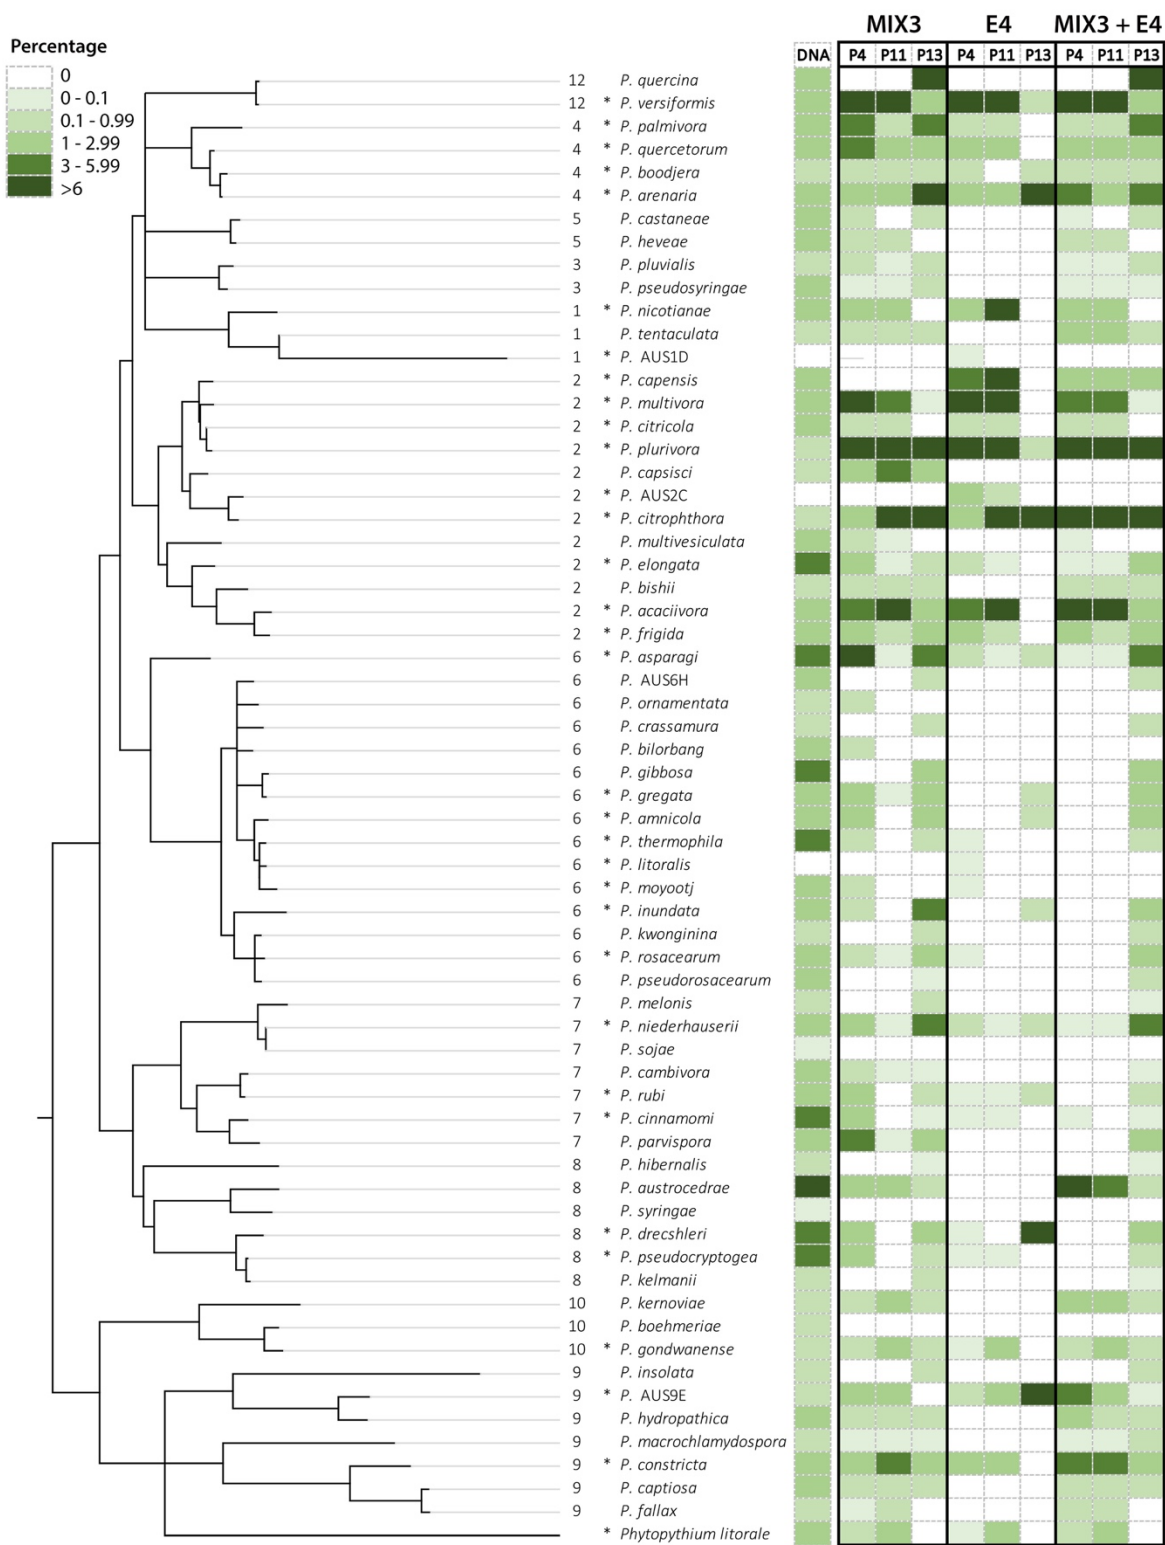 MIX3 E4 MIX3 + E4
Percentage
DNA P4 P11 P13 P4 P11 P13 P4 P11 P13
0
0 - 0.1
0.1 - 0.99
1 - 2.99
3 - 5.99
>6
12 P. quercina
12 * P. versiformis
4 * P. palmivora
4 * P. quercetorum
4 * P. boodjera
4 * P. arenaria
5 P. castaneae
5 P. heveae
3 P. pluvialis
3 P. pseudosyringae
1 * P. nicotianae
1 P. tentaculata
1 * P. AUS1D
2 * P. capensis
2 * P. multivora
2 * P. citricola
2 * P. plurivora
2 P. capsisci
2 * P. AUS2C
2 * P. citrophthora
2 P. multivesiculata
2 * P. elongata
2 P. bishii
2 * P. acaciivora
2 * P. frigida
6 * P. asparagi
6 P. AUS6H
6 P. ornamentata
6 P. crassamura
6 P. bilorbang
6 P. gibbosa
6 * P. gregata
6 * P. amnicola
6 * P. thermophila
6 * P. litoralis
6 * P. moyootj
6 * P. inundata
6 P. kwonginina
6 * P. rosacearum
6 P. pseudorosacearum
7 P. melonis
7 * P. niederhauserii
7 P. sojae
7 P. cambivora
7 * P. rubi
7 * P. cinnamomi
7 P. parvispora
8 P. hibernalis
8 P. austrocedrae
8 P. syringae
8 * P. drecshleri
8 * P. pseudocryptogea
8 P. kelmanii
10 P. kernoviae
10 P. boehmeriae
10 * P. gondwanense
9 P. insolata
9 * P. AUS9E
9 P. hydropathica
9 P. macrochlamydospora
9 * P. constricta
9 P. captiosa
9 P. fallax
* Phytopythium litorale